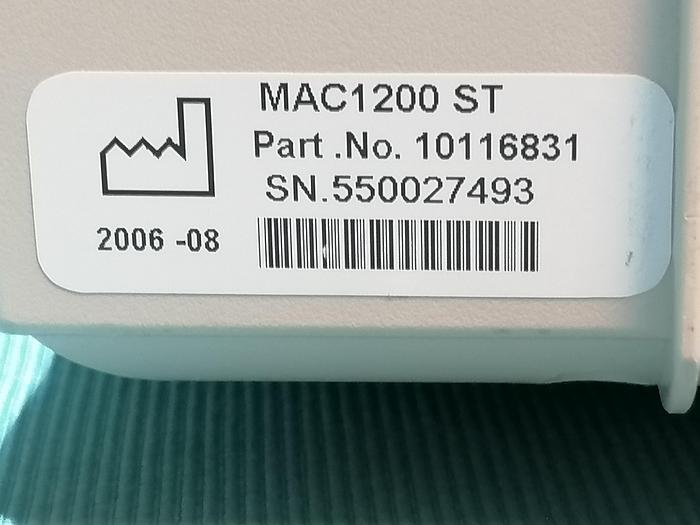 MAC1200 ST
Part .No. 10116831
SN.550027493
2006 -08